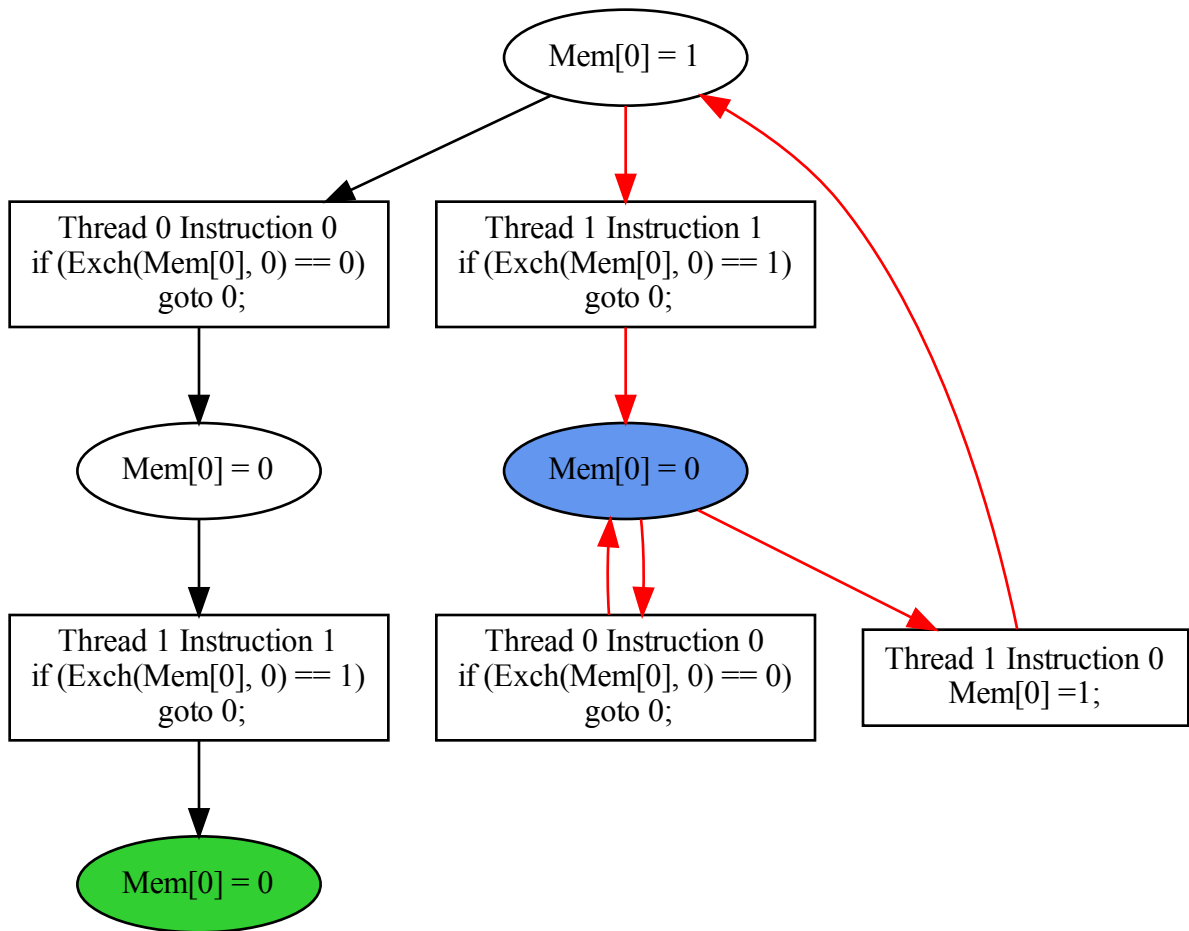 Mem[0] = 1
Thread 0 Instruction 0
if (Exch(Mem[0], 0) == 0)
goto 0;
Thread 1 Instruction 1
if (Exch(Mem[0], 0) == 1)
goto 0;
Mem[0] = 0
Mem[0] = 0
Thread 1 Instruction 1
if (Exch(Mem[0], 0) == 1)
goto 0;
Thread 0 Instruction 0
if (Exch(Mem[0], 0) == 0)
goto 0;
Thread 1 Instruction 0
Mem[0] =1;
Mem[0] = 0